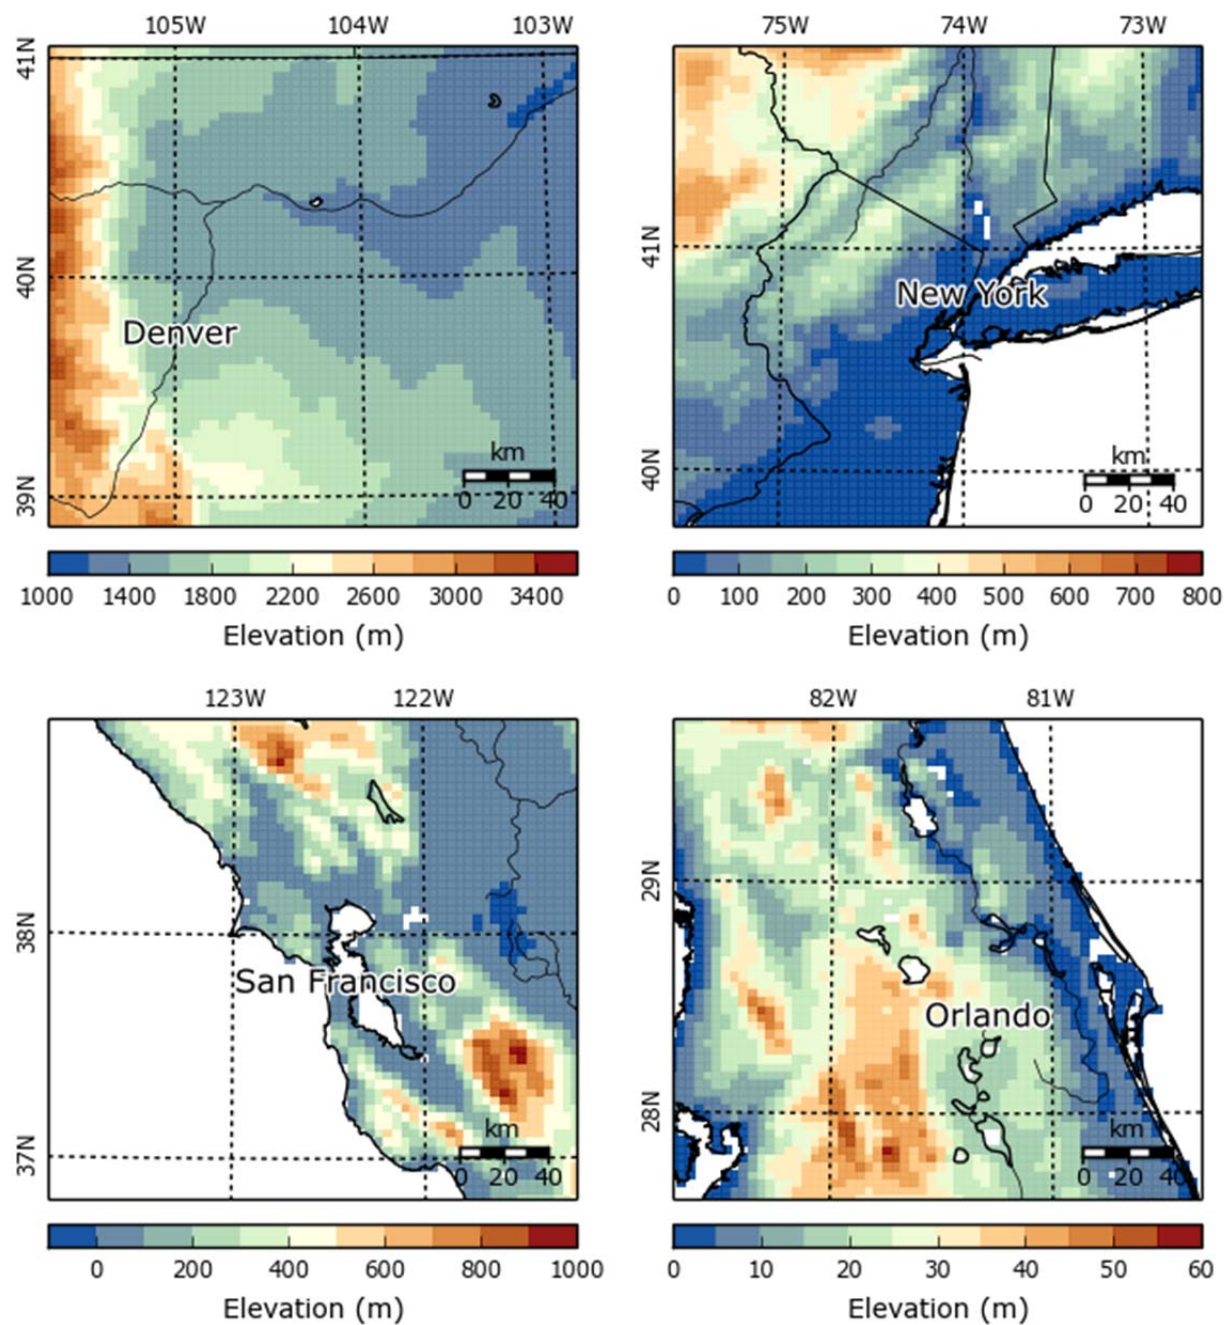 105W 104W 103W
75W 74W 73W
41N
40N
39N
Denver
km
0 20 40
41N
40N
New York
km
0 20 40
1000 1400 1800 2200 2600 3000 3400
Elevation (m)
0 100 200 300 400 500 600 700 800
Elevation (m)
123W 122W
82W 81W
38N
37N
San Francisco
km
0 20 40
29N
28N
Orlando
km
0 20 40
0 200 400 600 800 1000
Elevation (m)
0 10 20 30 40 50 60
Elevation (m)